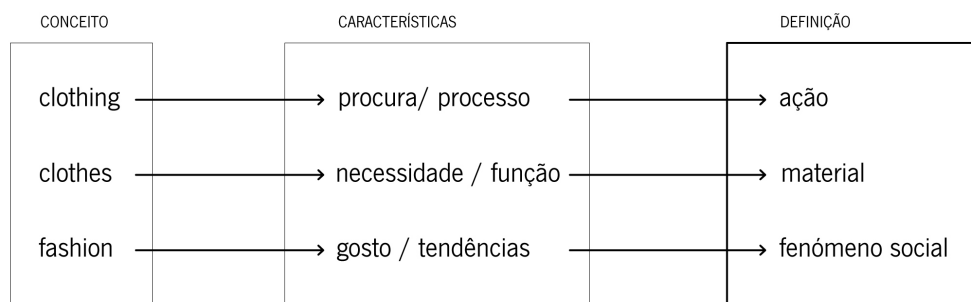 CONCEITO
CARACTERÍSTICAS
DEFINIÇÃO
clothing
procura/ processo
ação
clothes
necessidade / função
material
fashion
gosto / tendências
fenómeno social